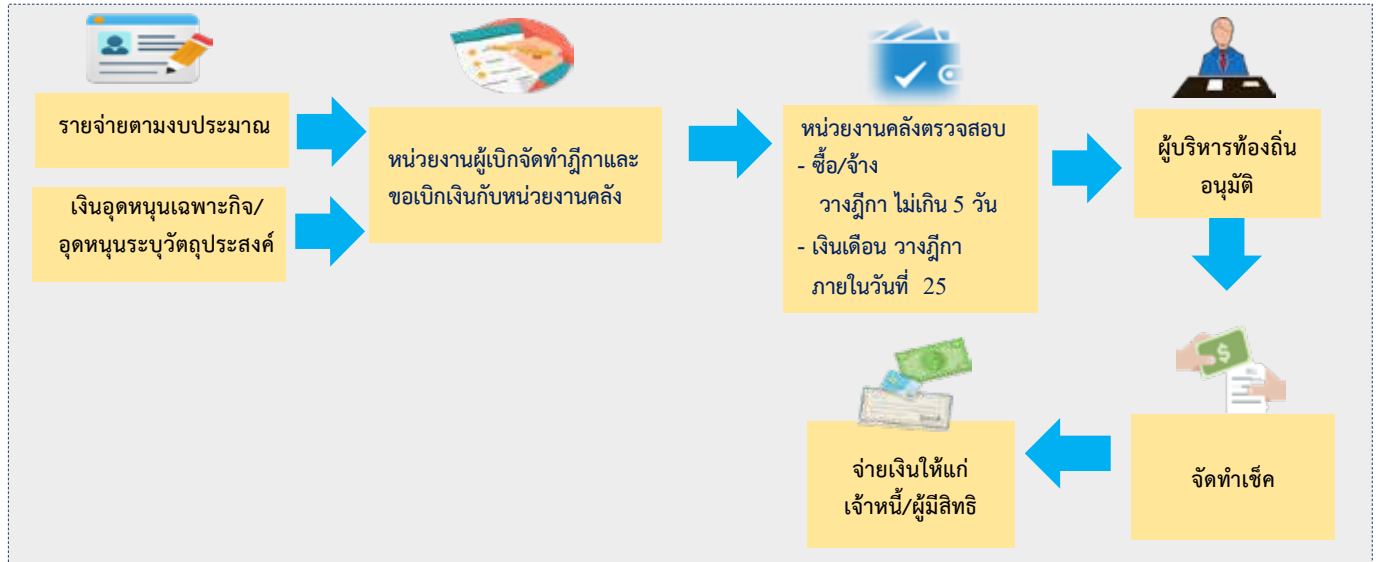 รายจ่ายตามงบประมาณ
เงินอุดหนุนเฉพาะกิจ/
อุดหนุนระบุวัตถุประสงค์
หน่วยงานผู้เบิกจัดทำฎีกาและ
ขอเบิกเงินกับหน่วยงานคลัง
หน่วยงานคลังตรวจสอบ
- ซื้อ/จ้าง
วางฎีกา ไม่เกิน 5 วัน
- เงินเดือน วางฎีกา
ภายในวันที่ 25
ผู้บริหารท้องถิ่น
อนุมัติ
จัดทำเช็ค
จ่ายเงินให้แก่
เจ้าหนี้/ผู้มีสิทธิ